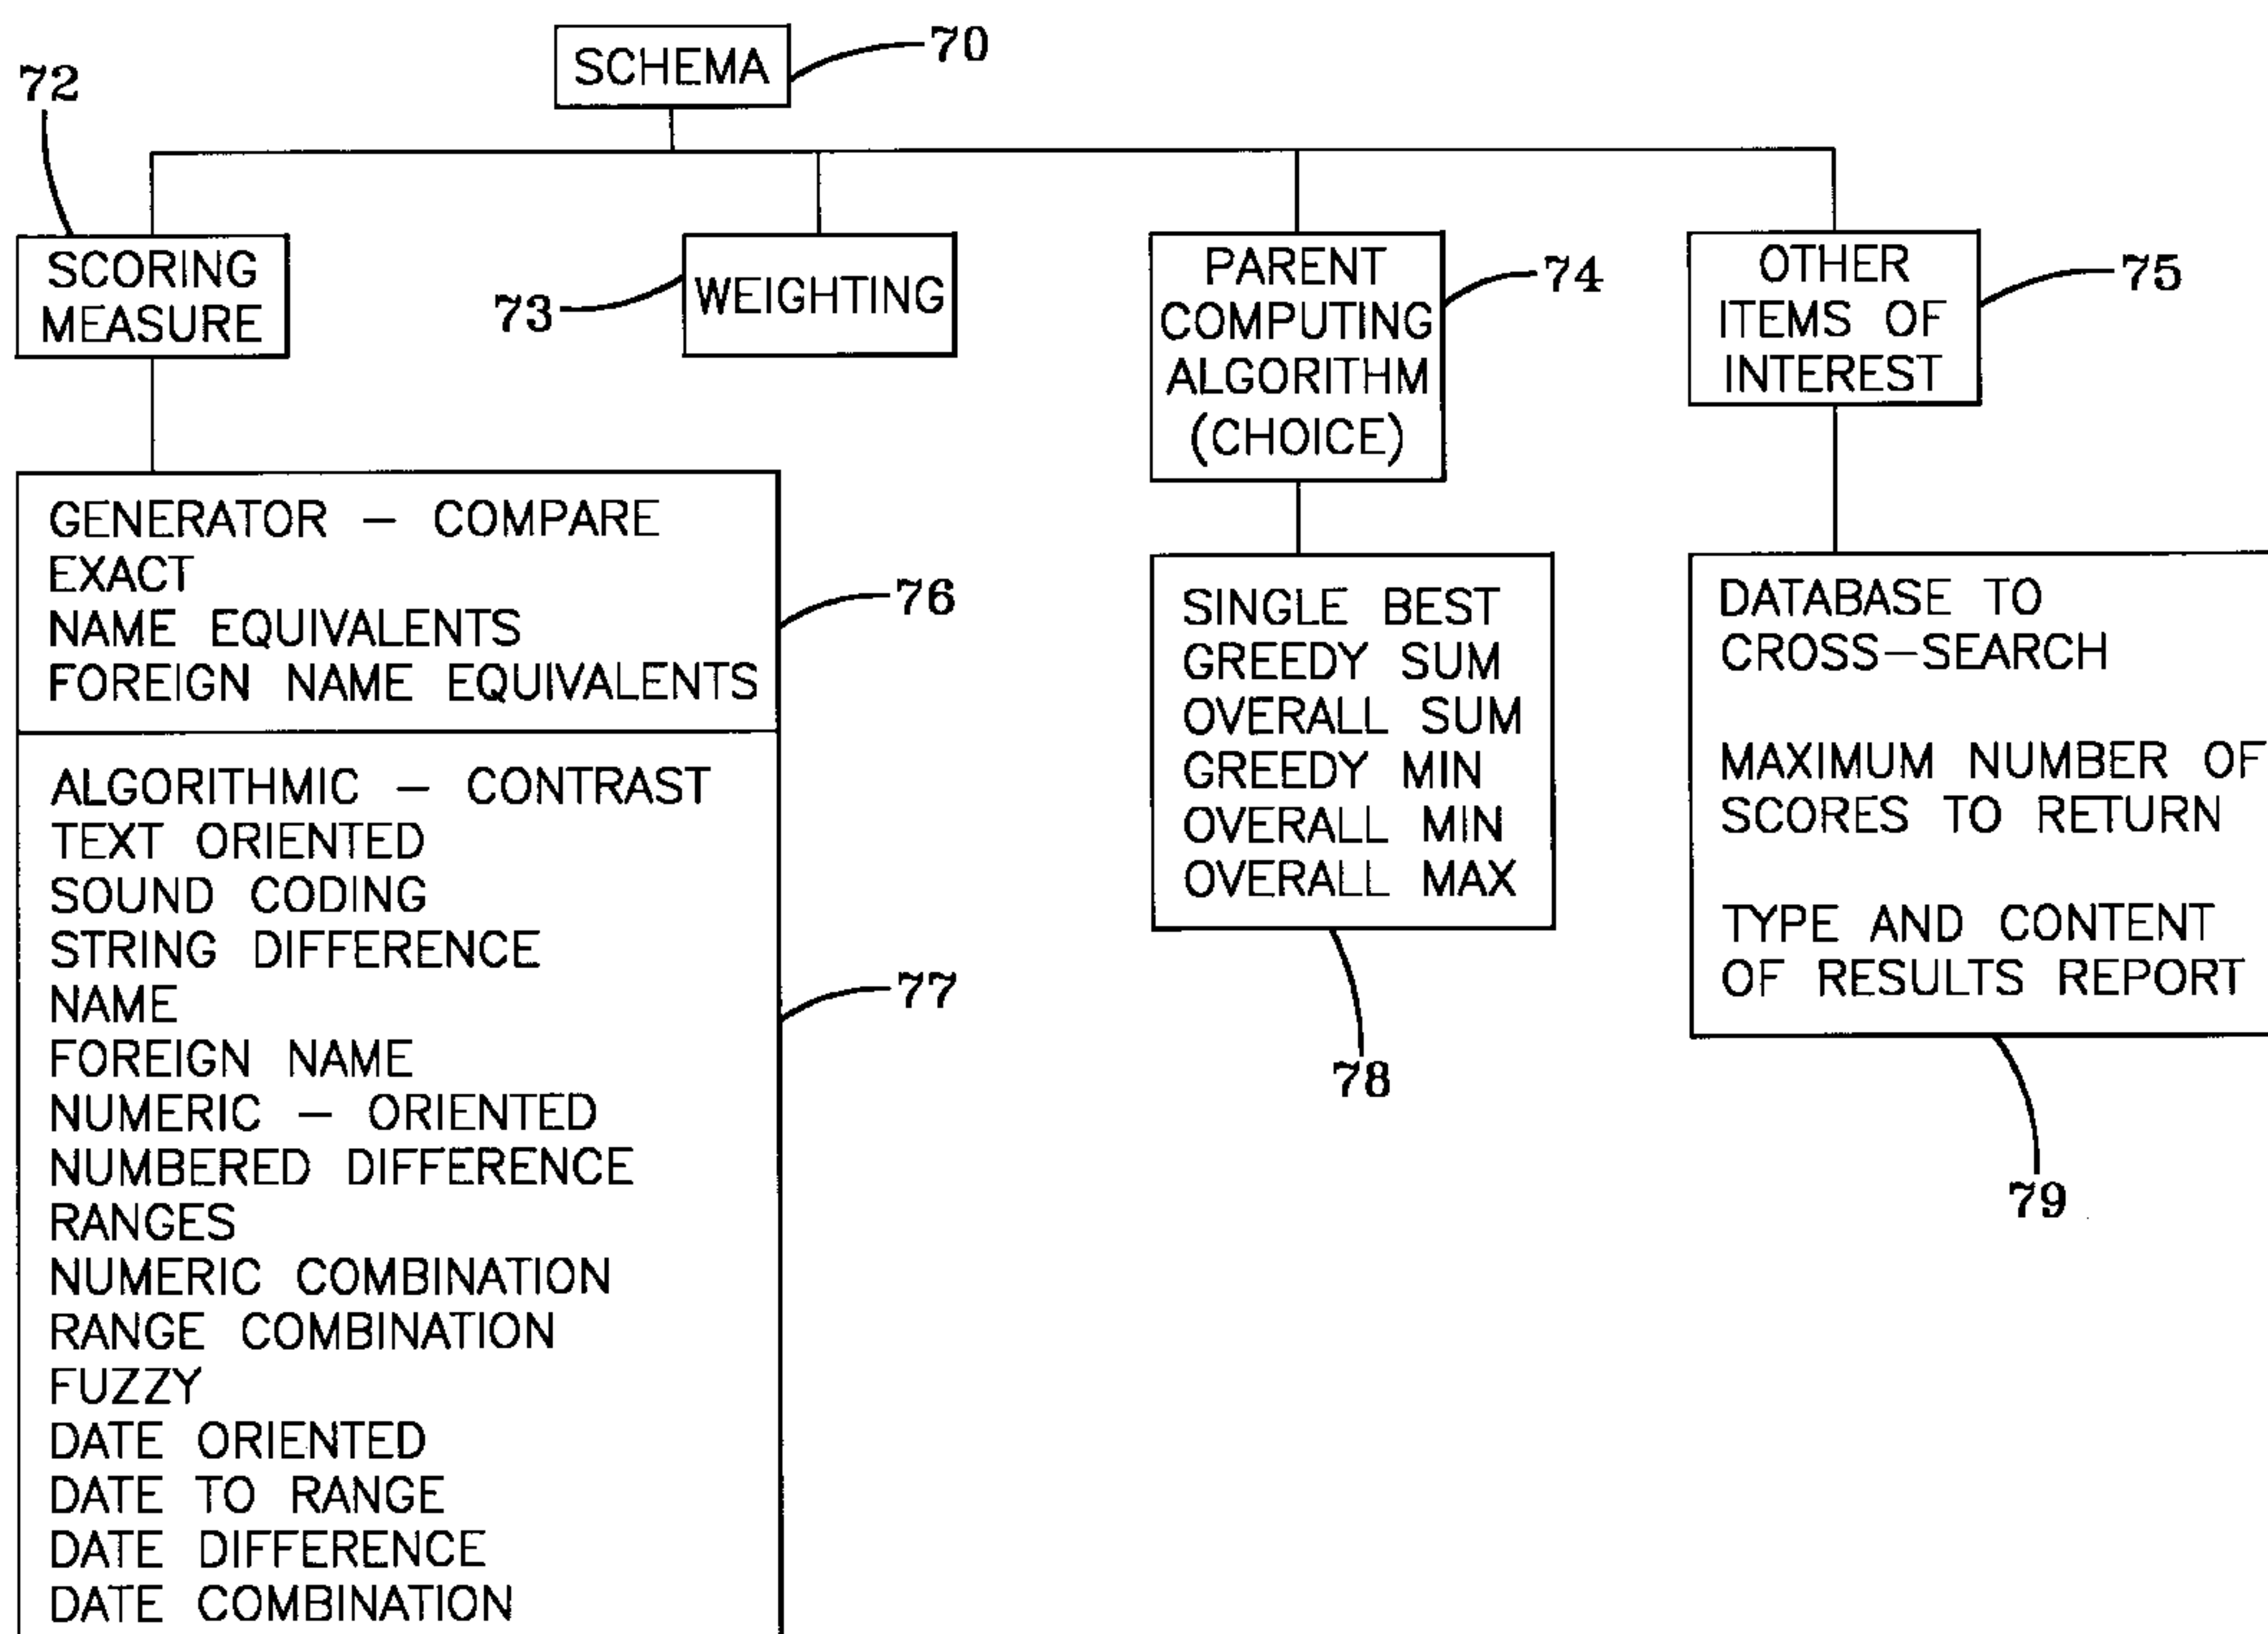 SCHEMA
70
72
SCORING
MEASURE
73
WEIGHTING
PARENT
COMPUTING
ALGORITHM
(CHOICE)
74
OTHER
ITEMS OF
INTEREST
75
GENERATOR — COMPARE
EXACT
NAME EQUIVALENTS
FOREIGN NAME EQUIVALENTS
76
ALGORITHMIC — CONTRAST
TEXT ORIENTED
SOUND CODING
STRING DIFFERENCE
NAME
FOREIGN NAME
NUMERIC — ORIENTED
NUMBERED DIFFERENCE
RANGES
NUMERIC COMBINATION
RANGE COMBINATION
FUZZY
DATE ORIENTED
DATE TO RANGE
DATE DIFFERENCE
DATE COMBINATION
77
SINGLE BEST
GREEDY SUM
OVERALL SUM
GREEDY MIN
OVERALL MIN
OVERALL MAX
78
DATABASE TO
CROSS—SEARCH
MAXIMUM NUMBER OF
SCORES TO RETURN
TYPE AND CONTENT
OF RESULTS REPORT
79